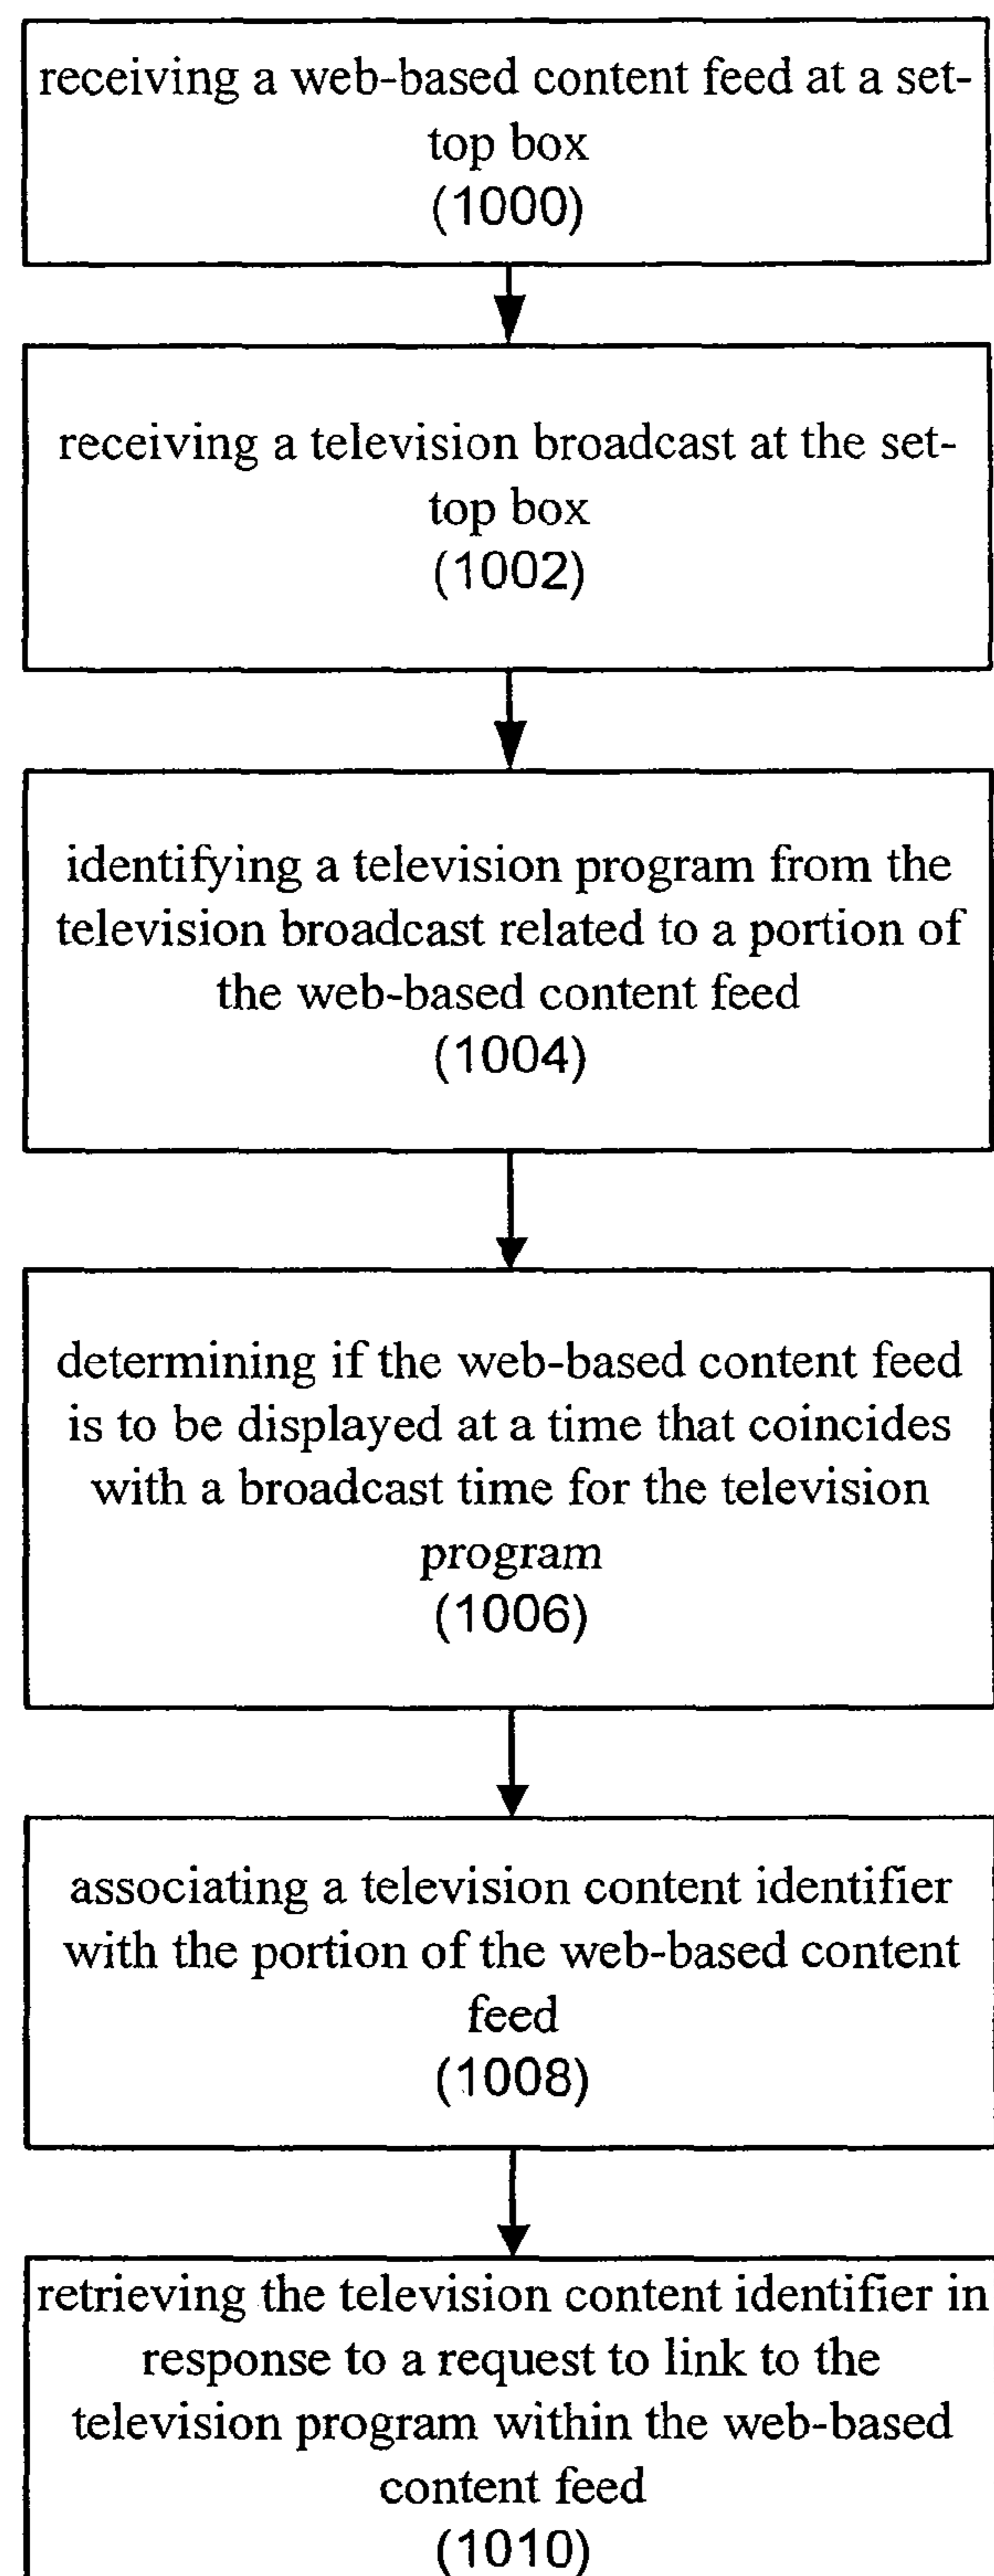 receiving a web-based content feed at a set-
top box
(1000)
receiving a television broadcast at the set-
top box
(1002)
identifying a television program from the
television broadcast related to a portion of
the web-based content feed
(1004)
determining if the web-based content feed
is to be displayed at a time that coincides
with a broadcast time for the television
program
(1006)
associating a television content identifier
with the portion of the web-based content
feed
(1008)
retrieving the television content identifier in
response to a request to link to the
television program within the web-based
content feed
(1010)